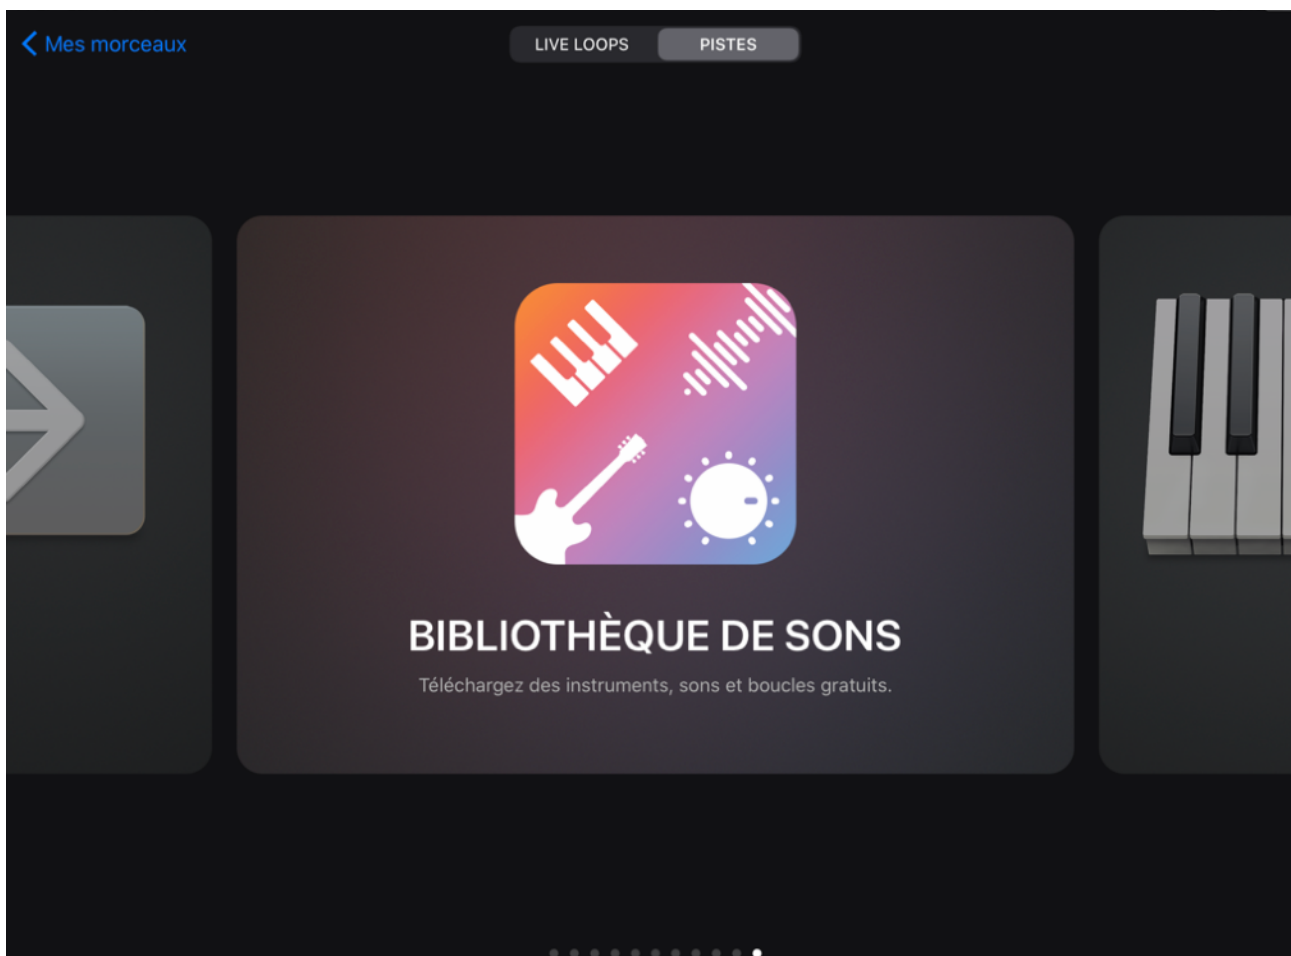 Mes morceaux
LIVE LOOPS
PISTES
BIBLIOTHÈQUE DE SONS
Téléchargez des instruments, sons et boucles gratuits.